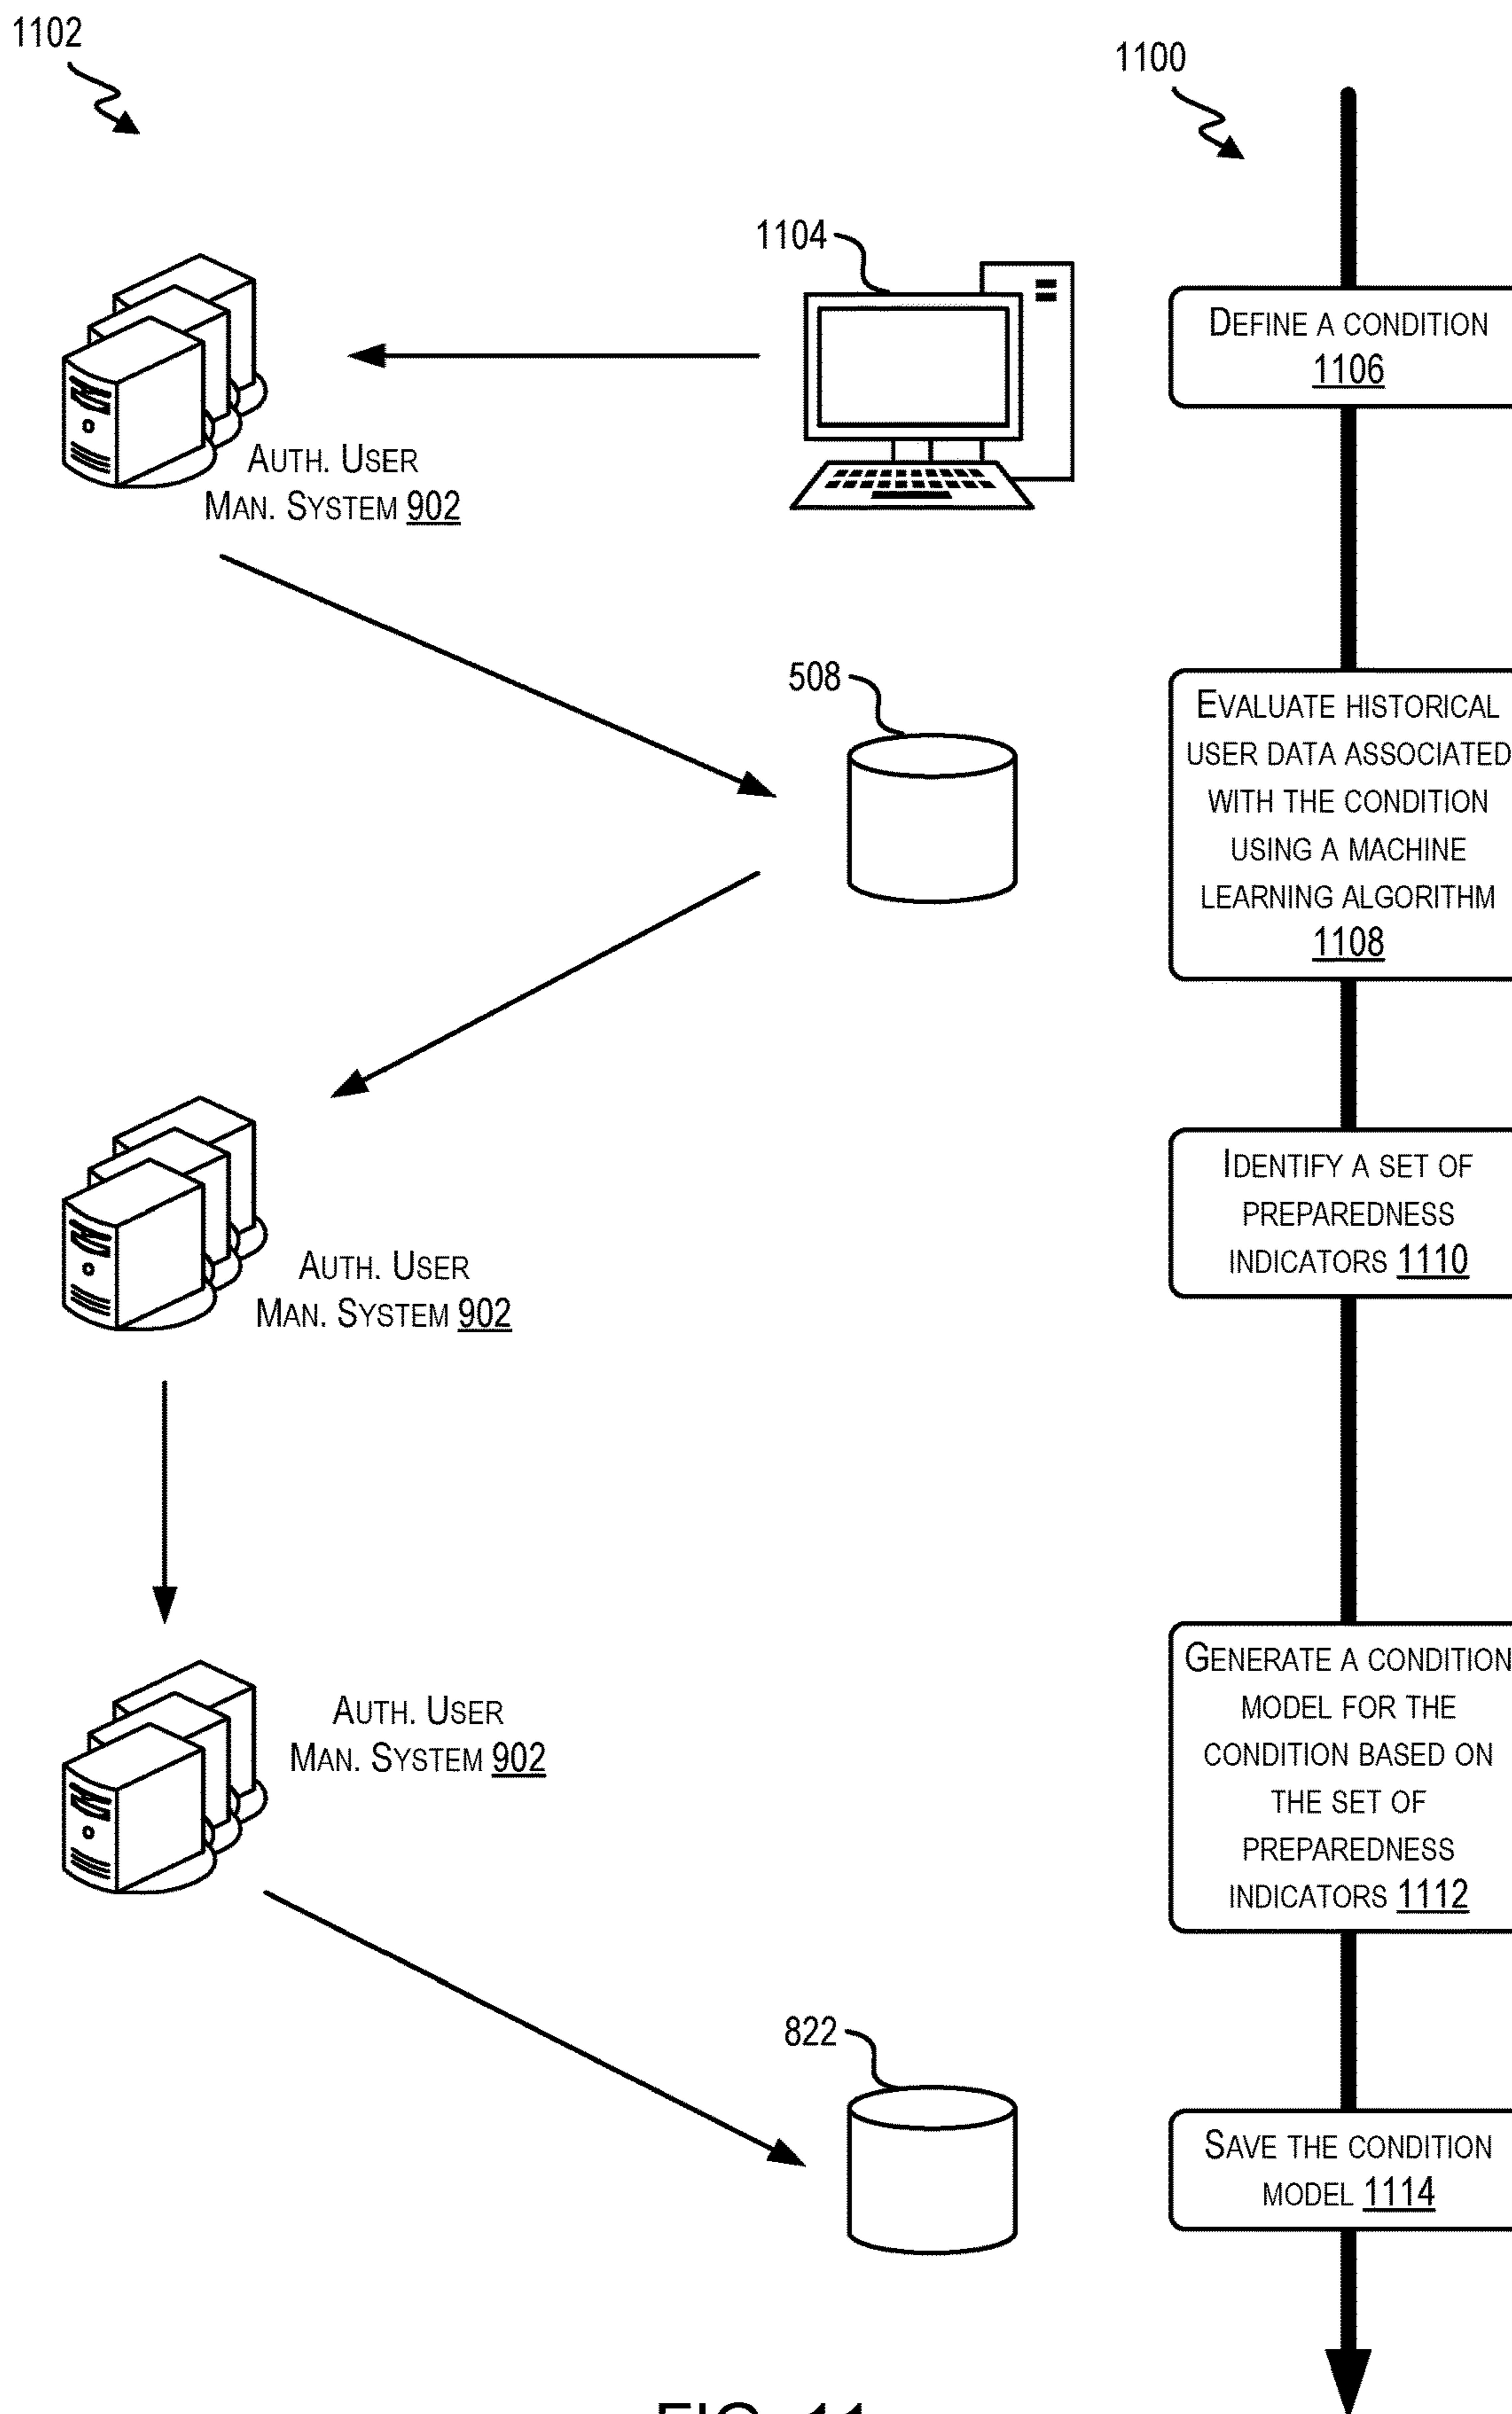 1102
1100
1104
DEFINE A CONDITION
1106
AUTH. USER
MAN. SYSTEM 902
508
EVALUATE HISTORICAL
USER DATA ASSOCIATED
WITH THE CONDITION
USING A MACHINE
LEARNING ALGORITHM
1108
IDENTIFY A SET OF
PREPAREDNESS
INDICATORS 1110
AUTH. USER
MAN. SYSTEM 902
GENERATE A CONDITION
MODEL FOR THE
CONDITION BASED ON
THE SET OF
PREPAREDNESS
INDICATORS 1112
AUTH. USER
MAN. SYSTEM 902
822
SAVE THE CONDITION
MODEL 1114
FIG. 11